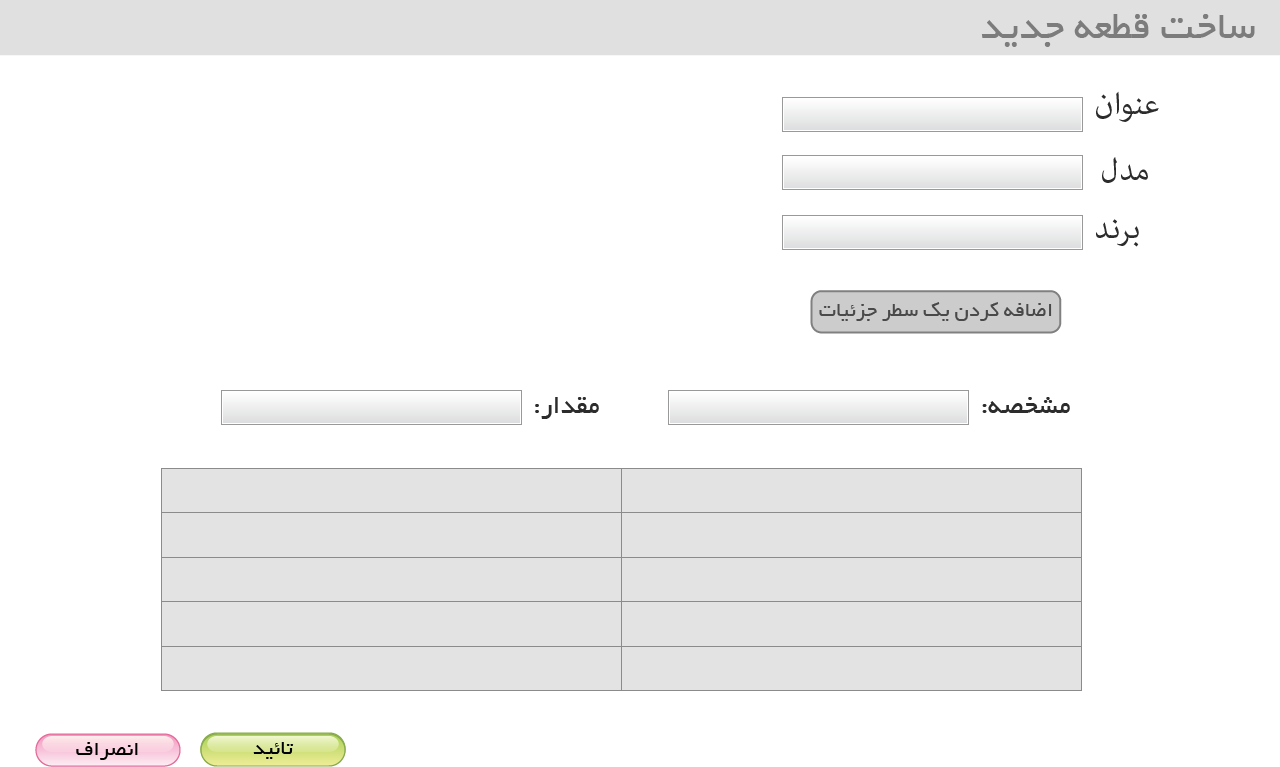 ساخت قطعه جدید
عنوان
مدل
برند
اضافه کردن یک سطر جزئیات
مشخصه: مقدار:
تائید انصراف